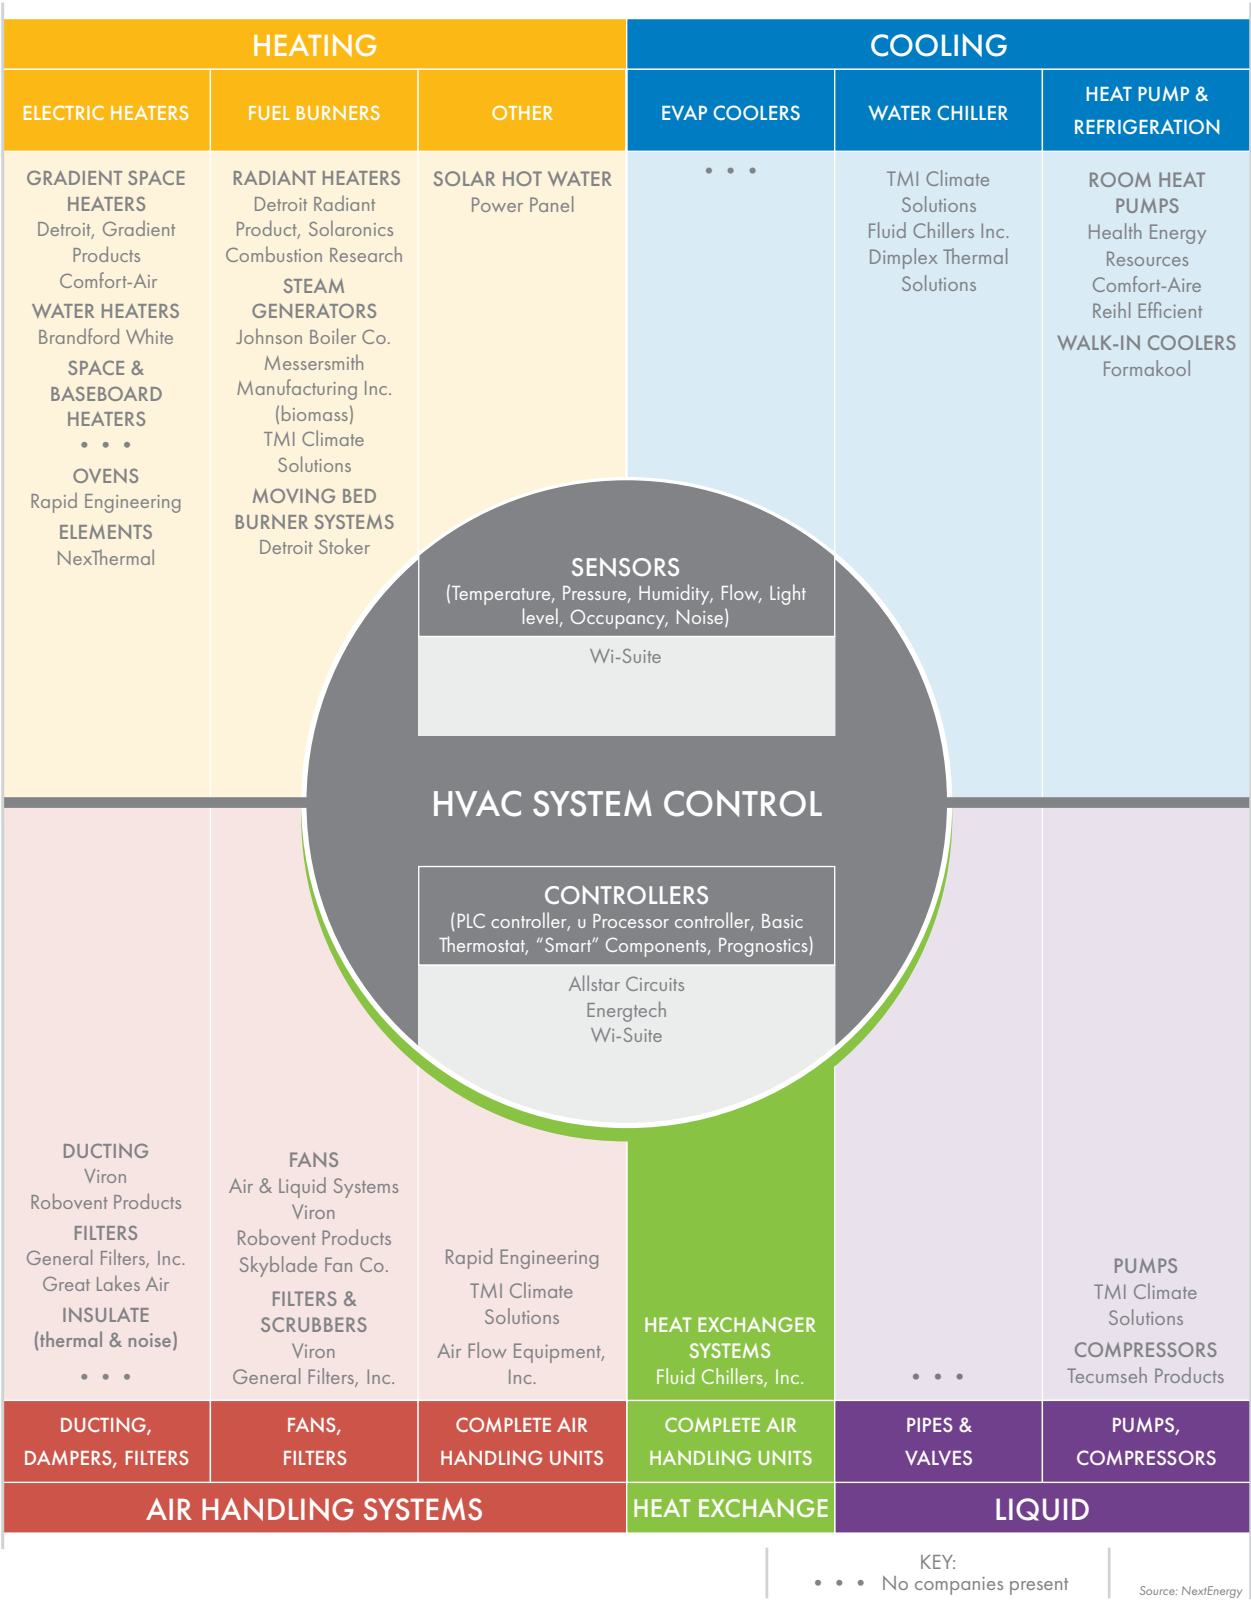 HEATING
COOLING
ELECTRIC HEATERS
FUEL BURNERS
OTHER
EVAP COOLERS
WATER CHILLER
HEAT PUMP &
REFRIGERATION
GRADIENT SPACE
HEATERS
Detroit, Gradient
Products
Comfort-Air
WATER HEATERS
Brandford White
SPACE &
BASEBOARD
HEATERS
• • •
OVENS
Rapid Engineering
ELEMENTS
NexThermal
RADIANT HEATERS
Detroit Radiant
Product, Solaronics
Combustion Research
STEAM
GENERATORS
Johnson Boiler Co.
Messersmith
Manufacturing Inc.
(biomass)
TMI Climate
Solutions
MOVING BED
BURNER SYSTEMS
Detroit Stoker
SOLAR HOT WATER
Power Panel
• • •
TMI Climate
Solutions
Fluid Chillers Inc.
Dimplex Thermal
Solutions
ROOM HEAT
PUMPS
Health Energy
Resources
Comfort-Aire
Reihl Efficient
WALK-IN COOLERS
Formakool
SENSORS
(Temperature, Pressure, Humidity, Flow, Light
level, Occupancy, Noise)
Wi-Suite
HVAC SYSTEM CONTROL
CONTROLLERS
(PLC controller, u Processor controller, Basic
Thermostat, “Smart” Components, Prognostics)
Allstar Circuits
Energtech
Wi-Suite
DUCTING
Viron
Robovent Products
FILTERS
General Filters, Inc.
Great Lakes Air
INSULATE
(thermal & noise)
• • •
FANS
Air & Liquid Systems
Viron
Robovent Products
Skyblade Fan Co.
FILTERS &
SCRUBBERS
Viron
General Filters, Inc.
Rapid Engineering
TMI Climate
Solutions
Air Flow Equipment,
Inc.
HEAT EXCHANGER
SYSTEMS
Fluid Chillers, Inc.
• • •
PUMPS
TMI Climate
Solutions
COMPRESSORS
Tecumseh Products
DUCTING,
DAMPERS, FILTERS
FANS,
FILTERS
COMPLETE AIR
HANDLING UNITS
COMPLETE AIR
HANDLING UNITS
PIPES &
VALVES
PUMPS,
COMPRESSORS
AIR HANDLING SYSTEMS
HEAT EXCHANGE
LIQUID
KEY:
• • • No companies present
Source: NextEnergy